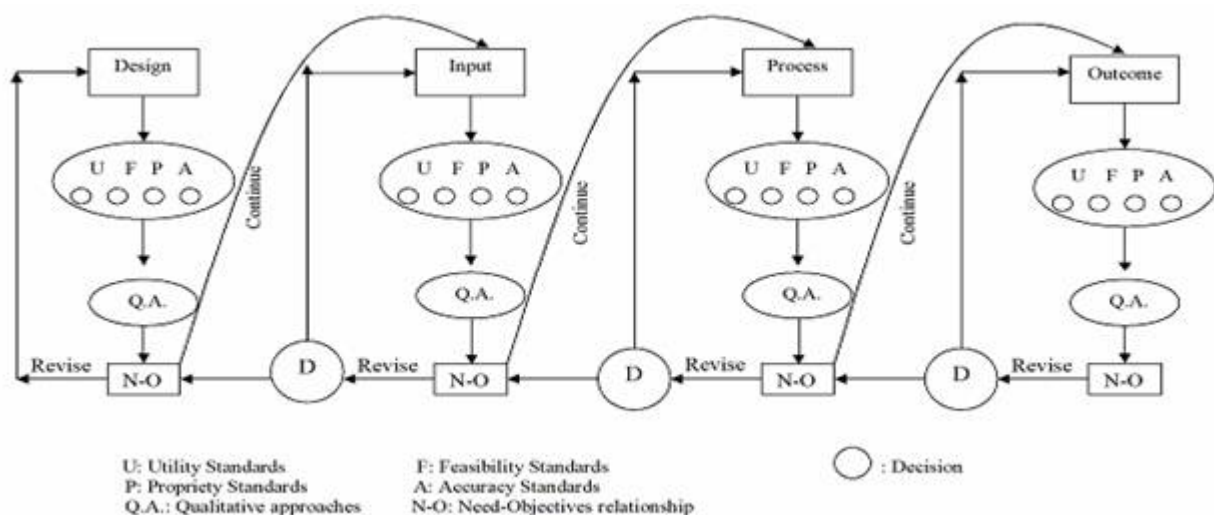 Design Input Process Outcome
U F P A U F P A U F P A U F P A
Continue Continue Continue
Q.A. Q.A. Q.A. Q.A.
Revise N-O D Revise N-O D Revise N-O D Revise N-O
U: Utility Standards F: Feasibility Standards : Decision
P: Propriety Standards A: Accuracy Standards
Q.A.: Qualitative approaches N-O: Need-Objectives relationship